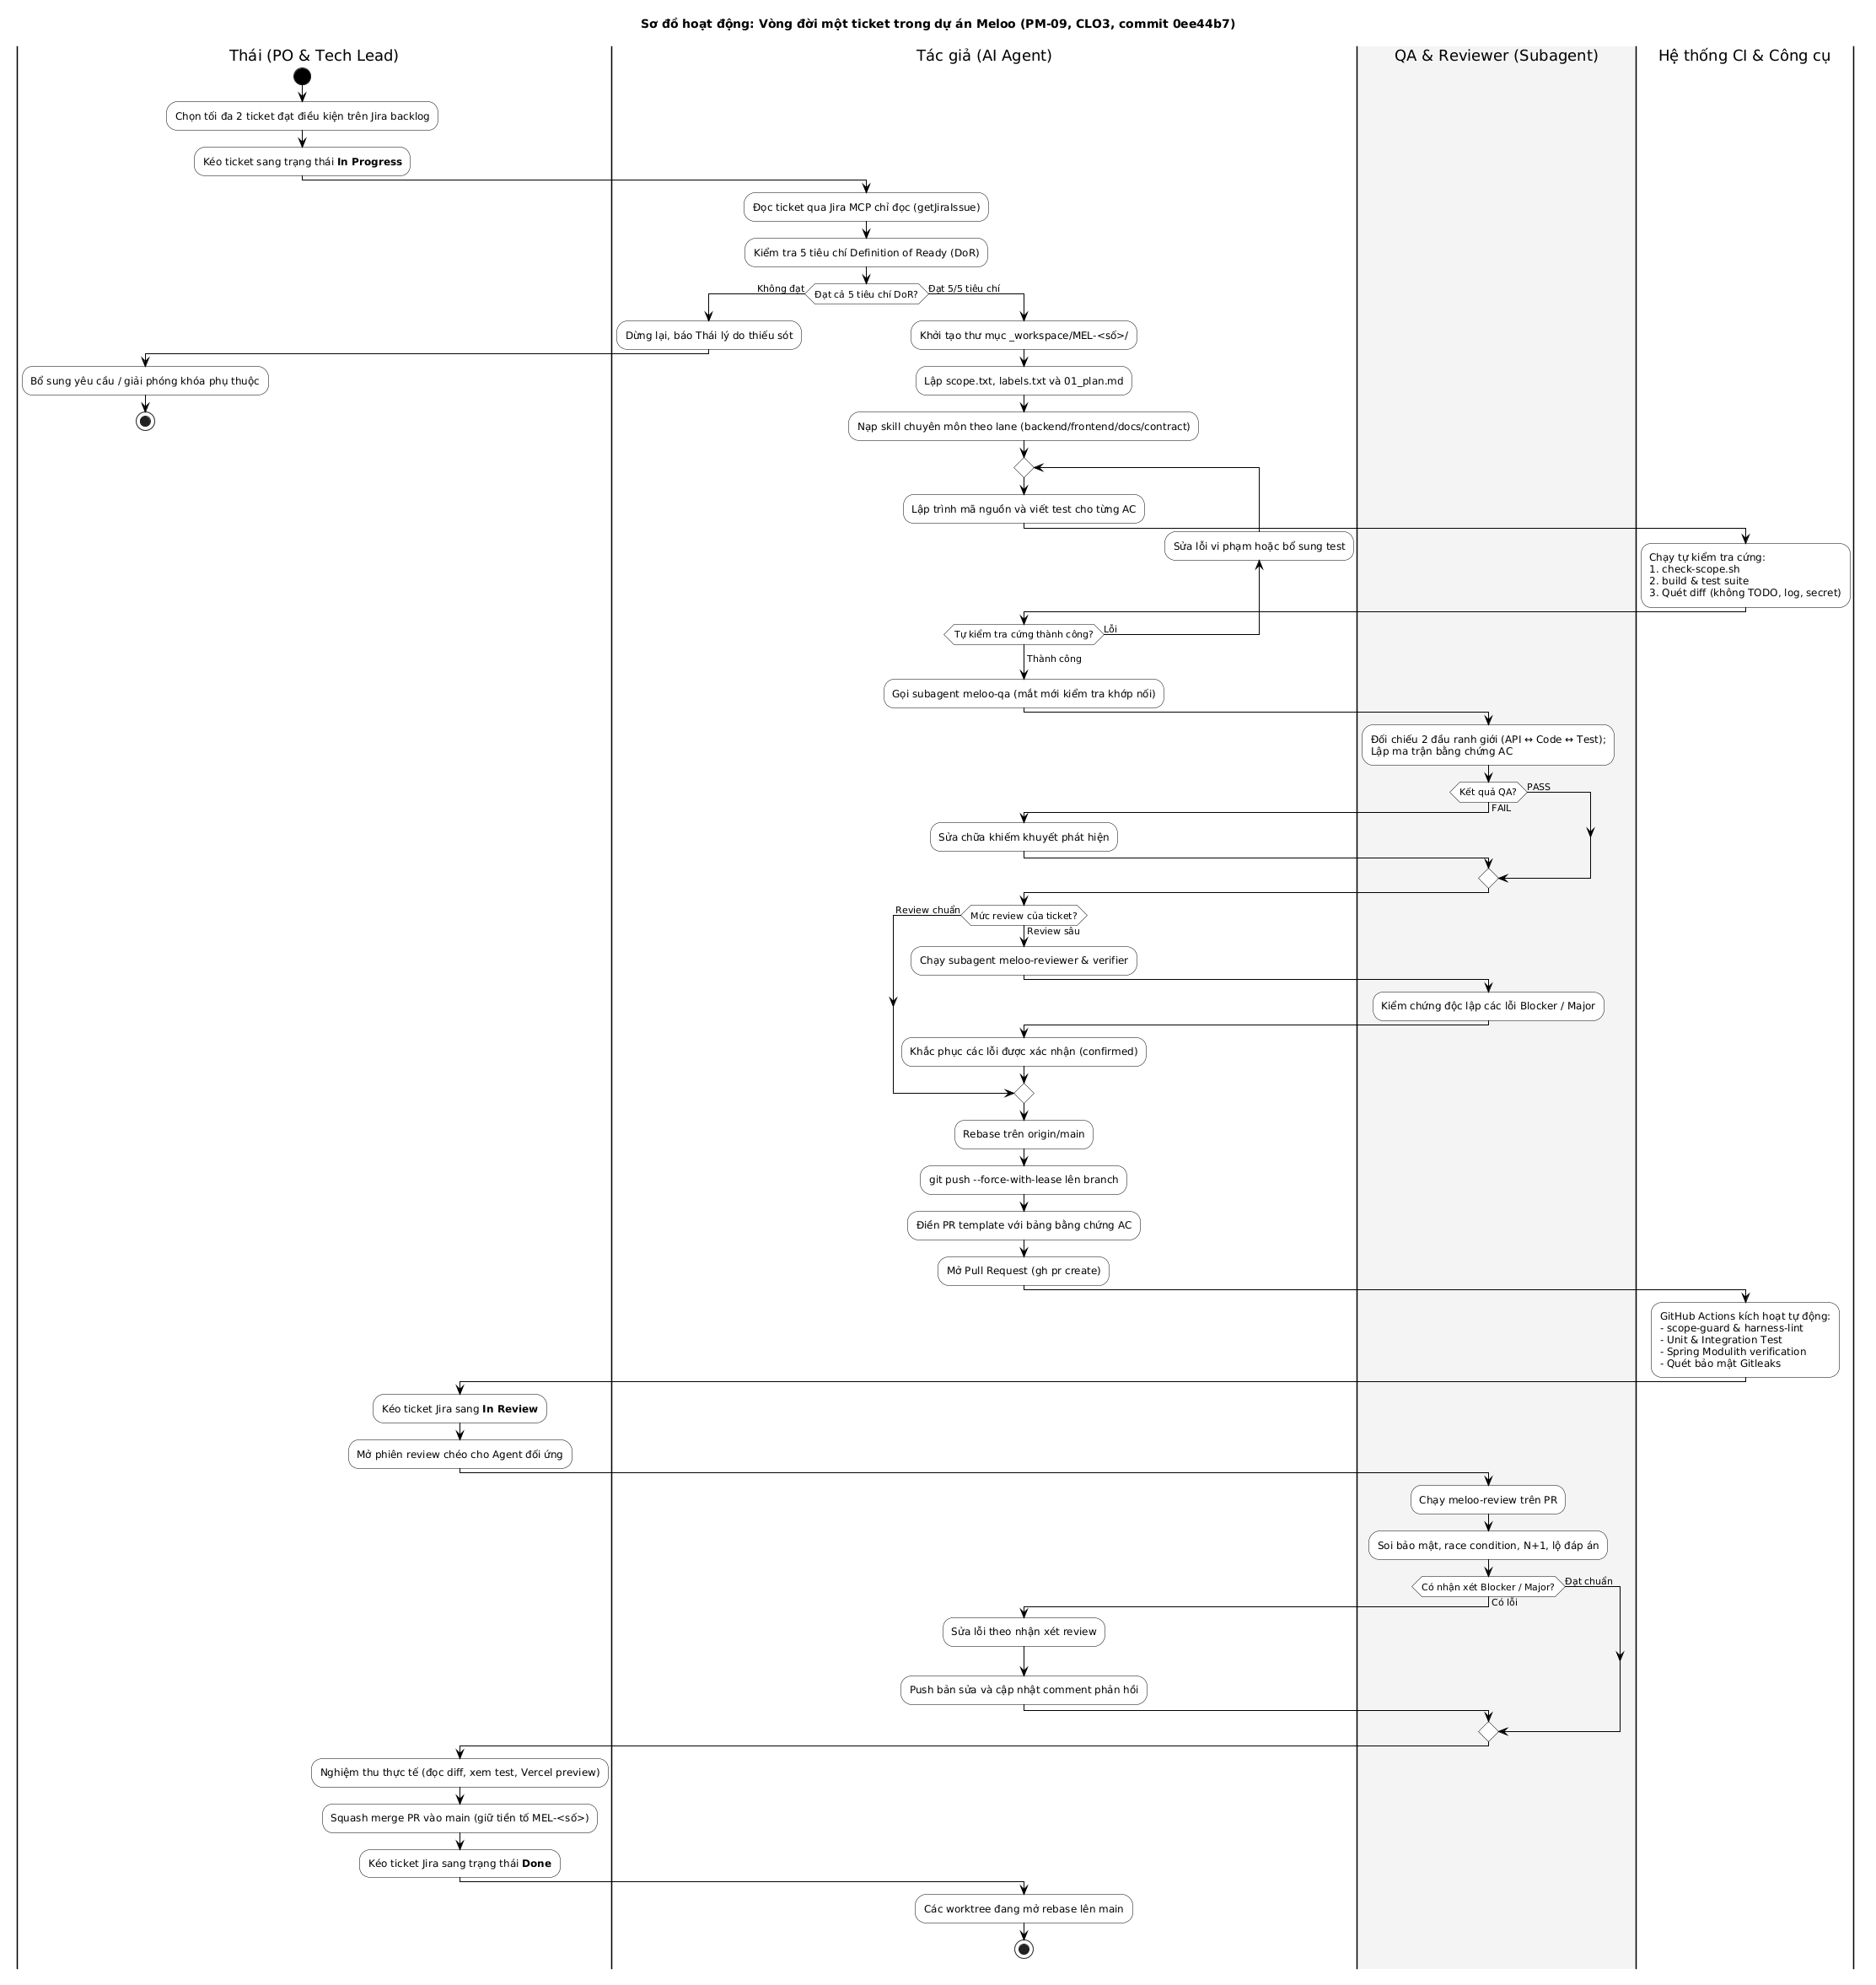 Sơ đồ hoạt động: Vòng đời một ticket trong dự án Meloo (PM-09, CLO3, commit 0ee44b7)
Thái (PO & Tech Lead)
Tác giả (AI Agent)
QA & Reviewer (Subagent)
Hệ thống CI & Công cụ
Chọn tối đa 2 ticket đạt điều kiện trên Jira backlog
Kéo ticket sang trạng thái In Progress
Đọc ticket qua Jira MCP chỉ đọc (getJiraIssue)
Kiểm tra 5 tiêu chí Definition of Ready (DoR)
Không đạt
Đạt cả 5 tiêu chí DoR?
Đạt 5/5 tiêu chí
Dừng lại, báo Thái lý do thiếu sót
Khởi tạo thư mục _workspace/MEL-<số>/
Bổ sung yêu cầu / giải phóng khóa phụ thuộc
Lập scope.txt, labels.txt và 01_plan.md
Nạp skill chuyên môn theo lane (backend/frontend/docs/contract)
Lập trình mã nguồn và viết test cho từng AC
Sửa lỗi vi phạm hoặc bổ sung test
Chạy tự kiểm tra cứng:
1. check-scope.sh
2. build & test suite
3. Quét diff (không TODO, log, secret)
Tự kiểm tra cứng thành công?
Lỗi
Thành công
Gọi subagent meloo-qa (mắt mới kiểm tra khớp nối)
Đối chiếu 2 đầu ranh giới (API ↔ Code ↔ Test);
Lập ma trận bằng chứng AC
Kết quả QA?
PASS
FAIL
Sửa chữa khiếm khuyết phát hiện
Review chuẩn
Mức review của ticket?
Review sâu
Chạy subagent meloo-reviewer & verifier
Kiểm chứng độc lập các lỗi Blocker / Major
Khắc phục các lỗi được xác nhận (confirmed)
Rebase trên origin/main
git push --force-with-lease lên branch
Điền PR template với bảng bằng chứng AC
Mở Pull Request (gh pr create)
GitHub Actions kích hoạt tự động:
- scope-guard & harness-lint
- Unit & Integration Test
- Spring Modulith verification
- Quét bảo mật Gitleaks
Kéo ticket Jira sang In Review
Mở phiên review chéo cho Agent đối ứng
Chạy meloo-review trên PR
Soi bảo mật, race condition, N+1, lộ đáp án
Có nhận xét Blocker / Major?
Đạt chuẩn
Có lỗi
Sửa lỗi theo nhận xét review
Push bản sửa và cập nhật comment phản hồi
Nghiệm thu thực tế (đọc diff, xem test, Vercel preview)
Squash merge PR vào main (giữ tiền tố MEL-<số>)
Kéo ticket Jira sang trạng thái Done
Các worktree đang mở rebase lên main